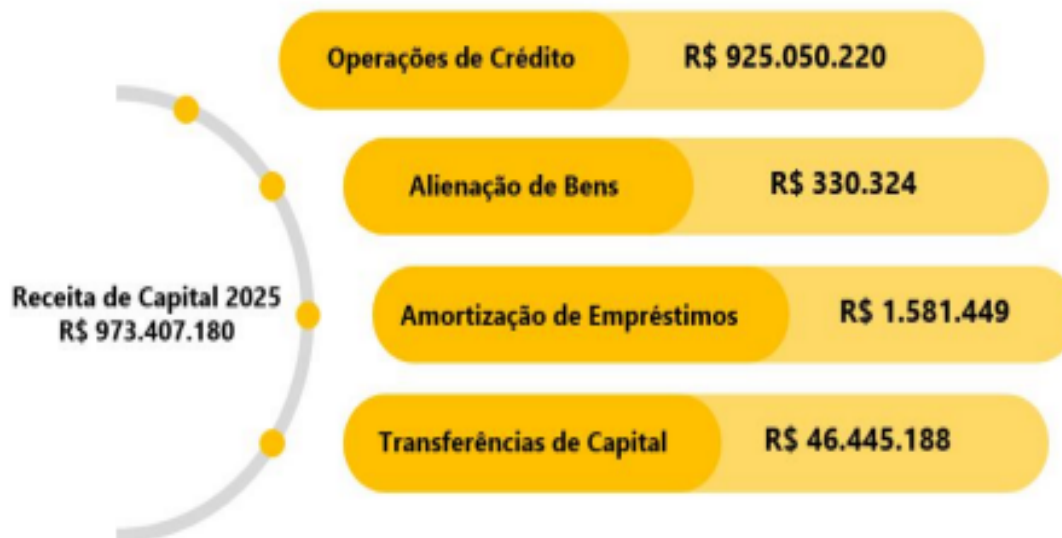 Operações de Crédito R$ 925.050.220
Alienação de Bens R$ 330.324
Receita de Capital 2025
R$ 973.407.180
Amortização de Empréstimos R$ 1.581.449
Transferências de Capital R$ 46.445.188